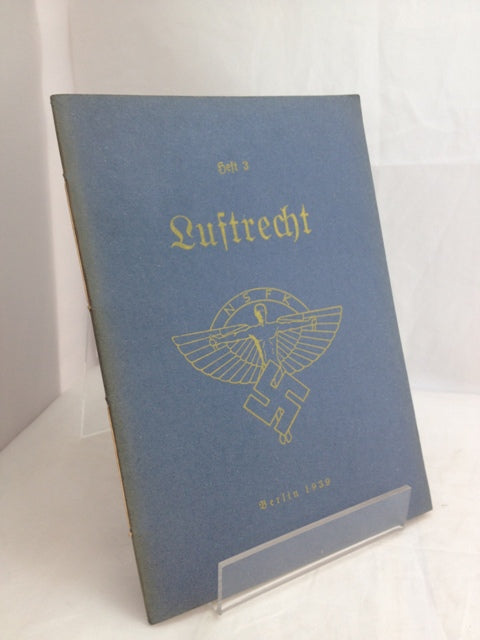 Heft 3
Luftrecht
NSFK
Berlin 1939